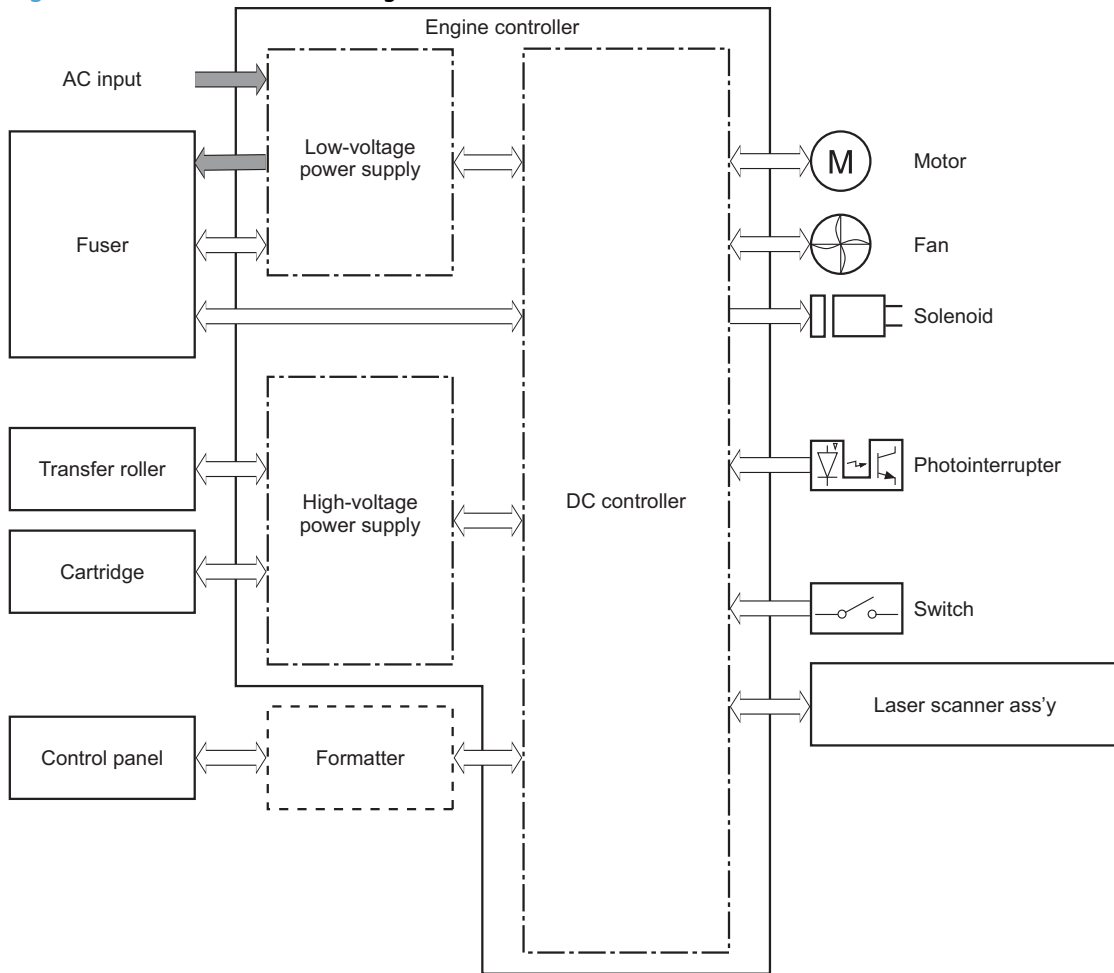 Engine controller
AC input
Low-voltage
power supply
Fuser
M
Motor
Fan
Solenoid
Transfer roller
High-voltage
power supply
DC controller
Photointerrupter
Cartridge
Switch
Laser scanner ass'y
Control panel
Formatter